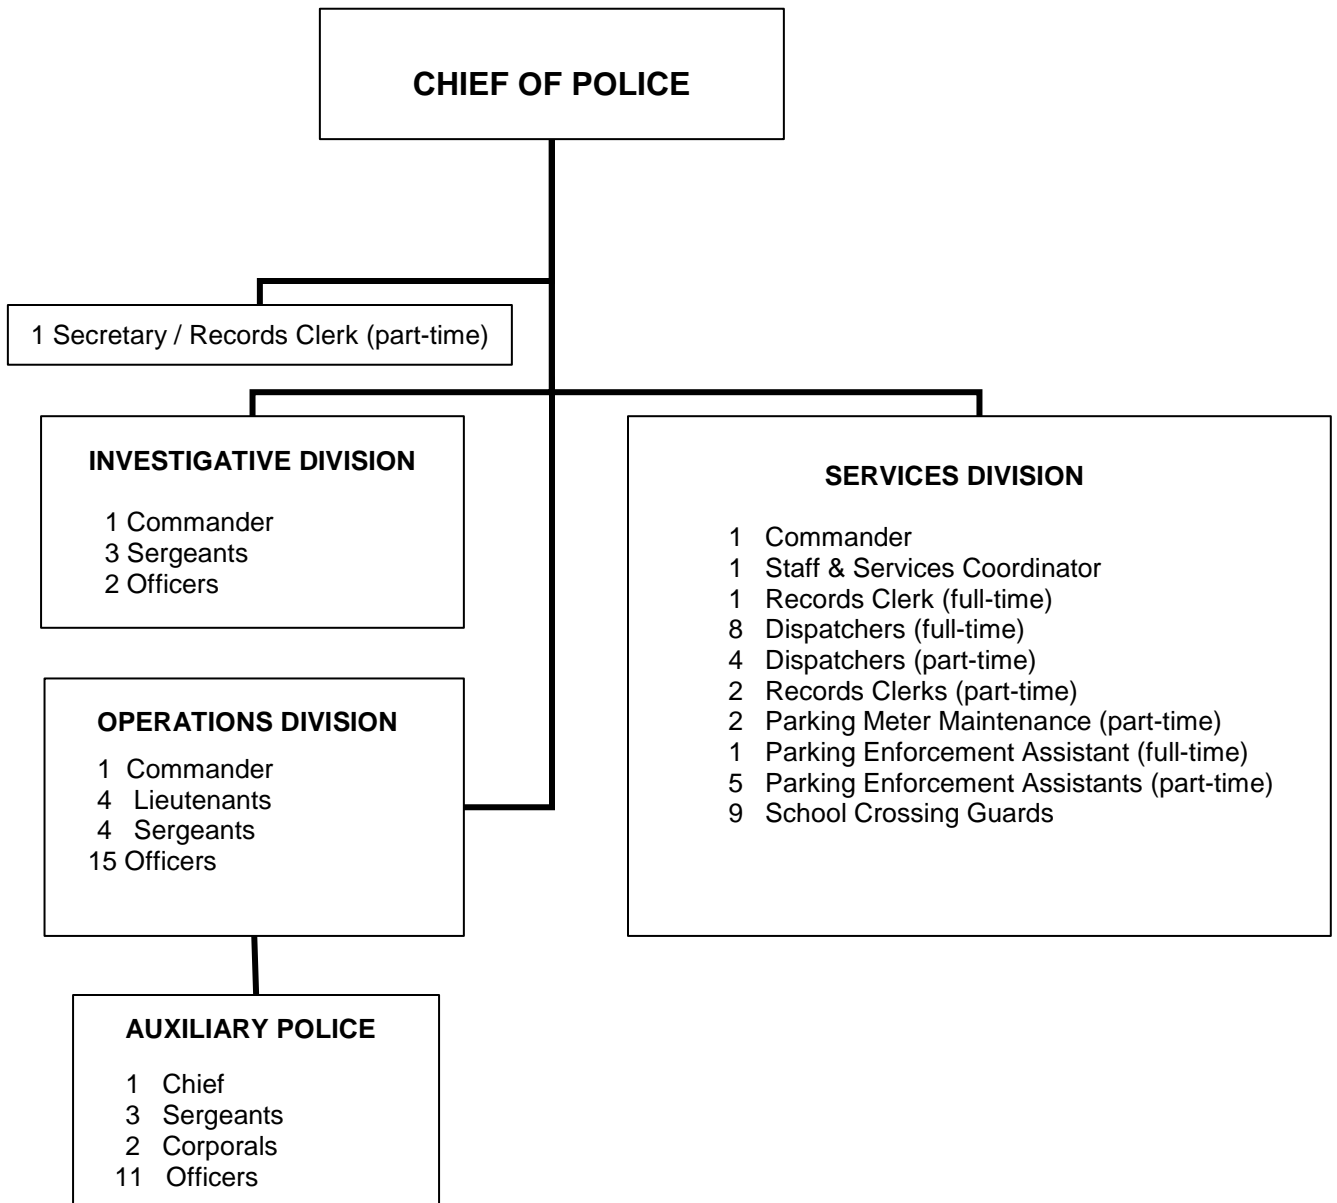 CHIEF OF POLICE
1 Secretary / Records Clerk (part-time)
INVESTIGATIVE DIVISION
1 Commander
3 Sergeants
2 Officers
SERVICES DIVISION
1 Commander
1 Staff & Services Coordinator
1 Records Clerk (full-time)
8 Dispatchers (full-time)
4 Dispatchers (part-time)
2 Records Clerks (part-time)
2 Parking Meter Maintenance (part-time)
1 Parking Enforcement Assistant (full-time)
5 Parking Enforcement Assistants (part-time)
9 School Crossing Guards
OPERATIONS DIVISION
1 Commander
4 Lieutenants
4 Sergeants
15 Officers
AUXILIARY POLICE
1 Chief
3 Sergeants
2 Corporals
11 Officers